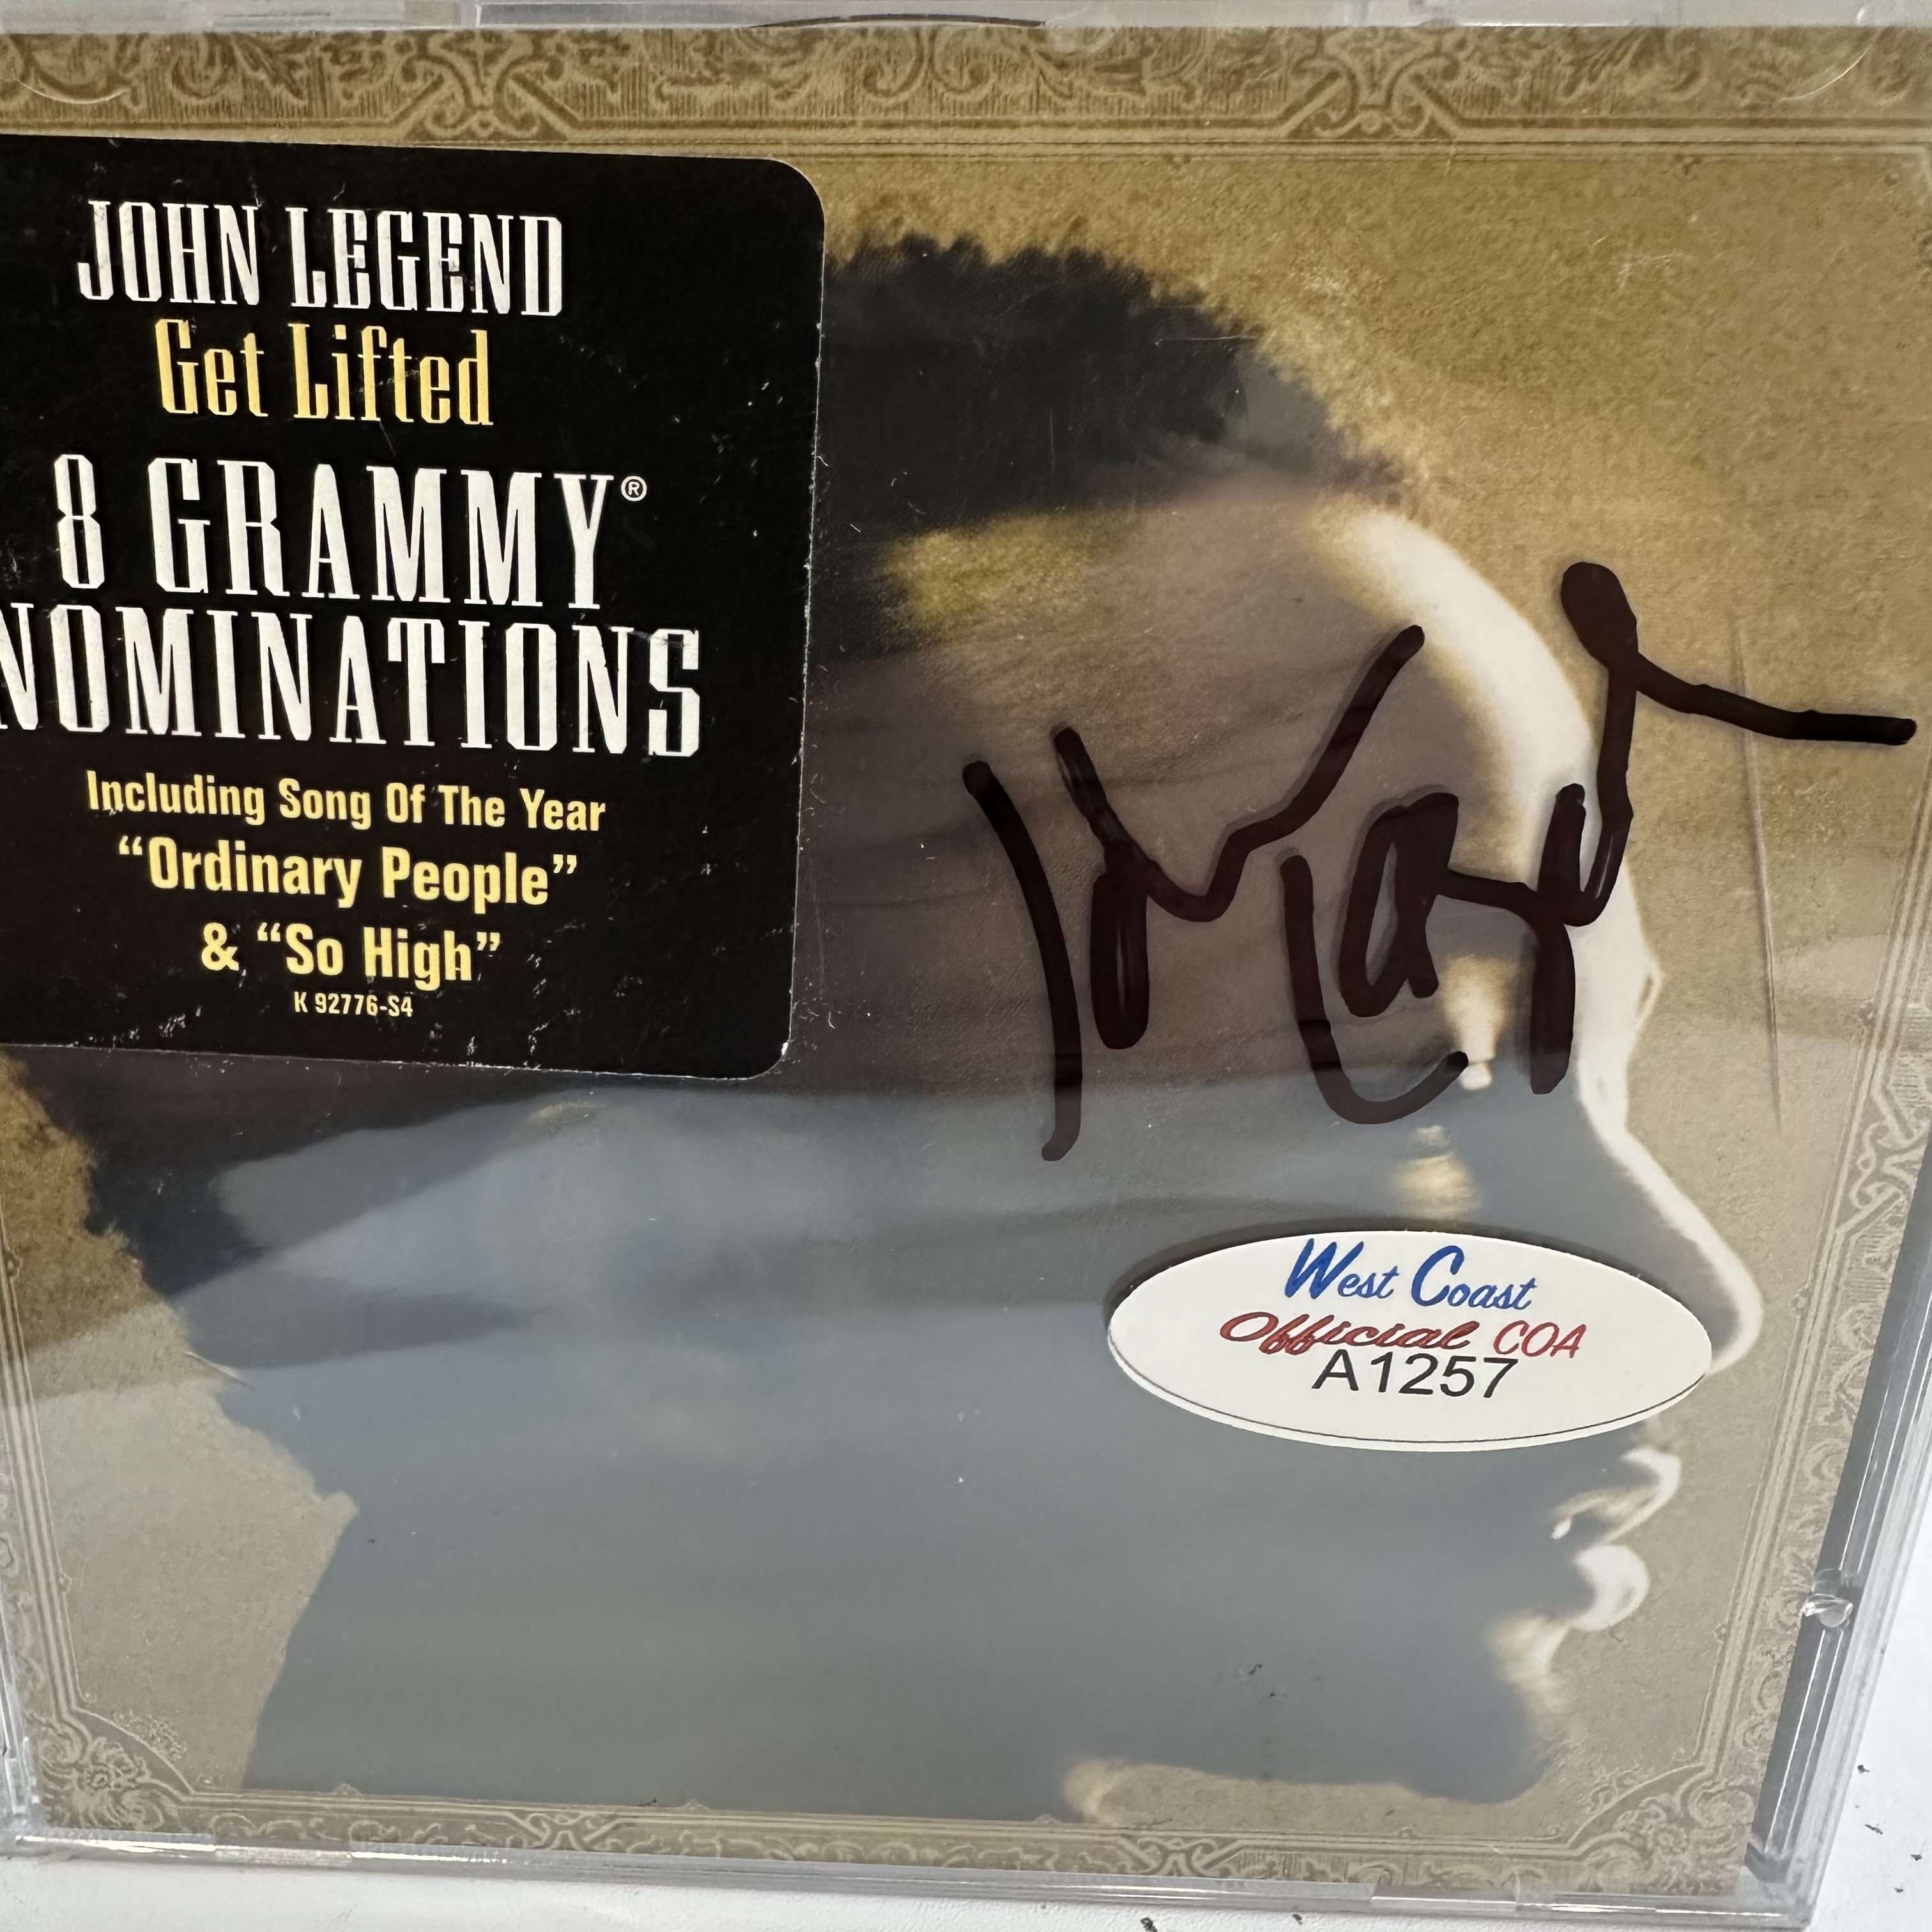 JOHN LEGEND
Get Lifted
8 GRAMMY®
NOMINATIONS
Including Song Of The Year
“Ordinary People”
& “So High”
K 92776-S4
West Coast
Official COA
A1257